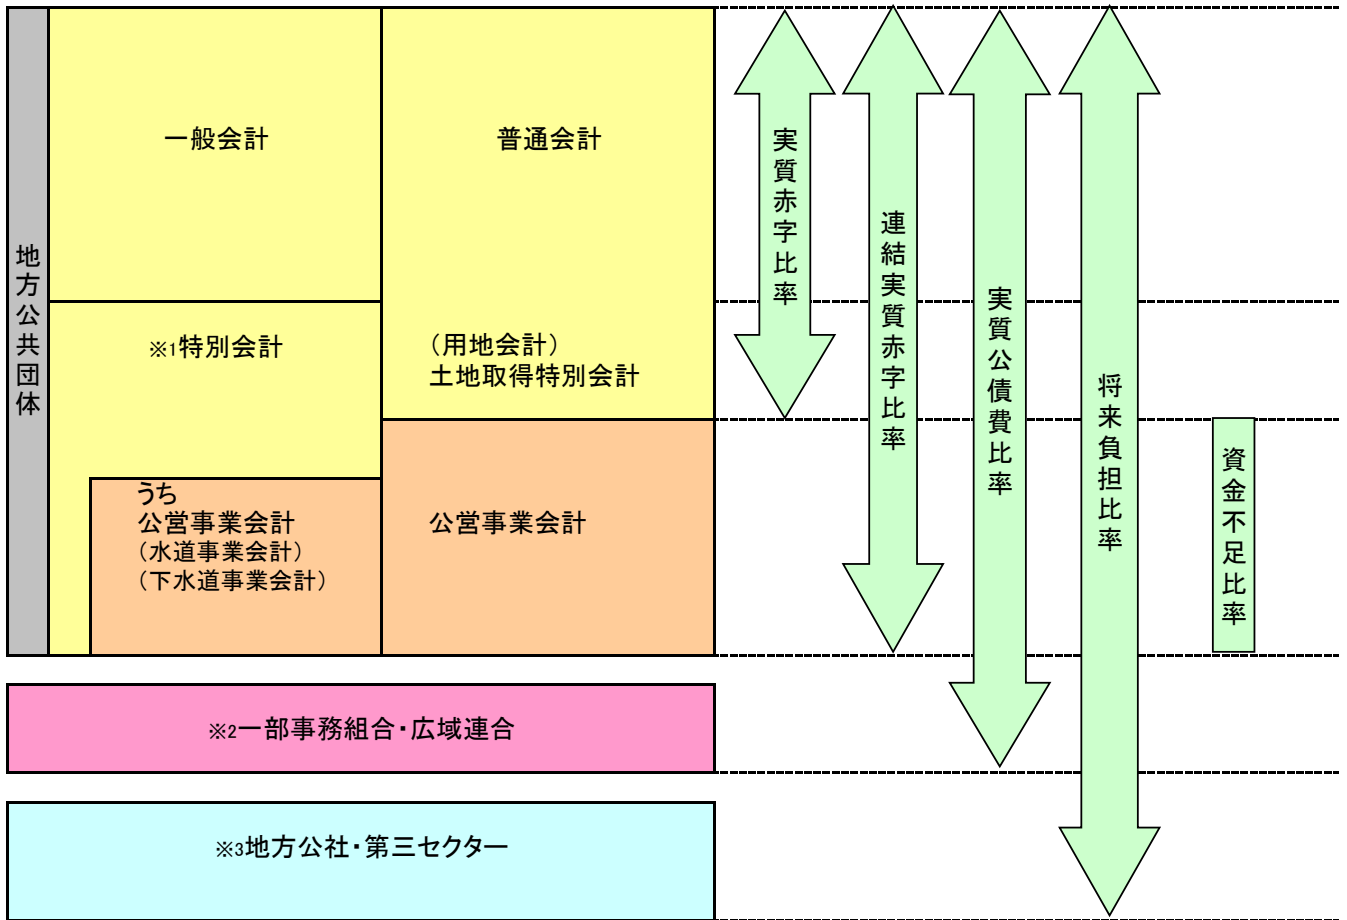 地方公共団体
一般会計
普通会計
※1特別会計
（用地会計）
土地取得特別会計
うち
公営事業会計
（水道事業会計）
（下水道事業会計）
公営事業会計
※2一部事務組合・広域連合
※3地方公社・第三セクター
実質赤字比率
連結実質赤字比率
実質公債費比率
将来負担比率
資金不足比率